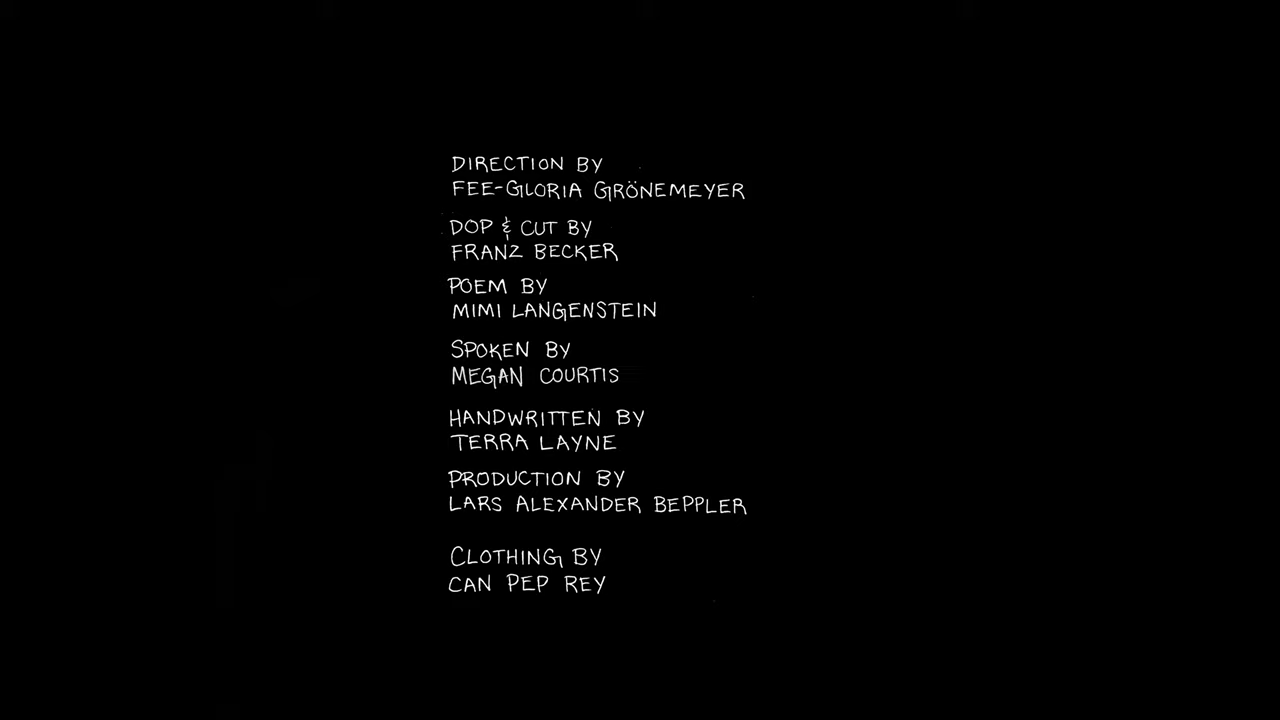 DIRECTION BY
FEE-GLORIA GRÖNEMEYER
DOP & CUT BY
FRANZ BECKER
POEM BY
MIMI LANGENSTEIN
SPOKEN BY
MEGAN COURTIS
HANDWRITTEN BY
TERRA LAYNE
PRODUCTION BY
LARS ALEXANDER BEPPLER
CLOTHING BY
CAN PEP REY